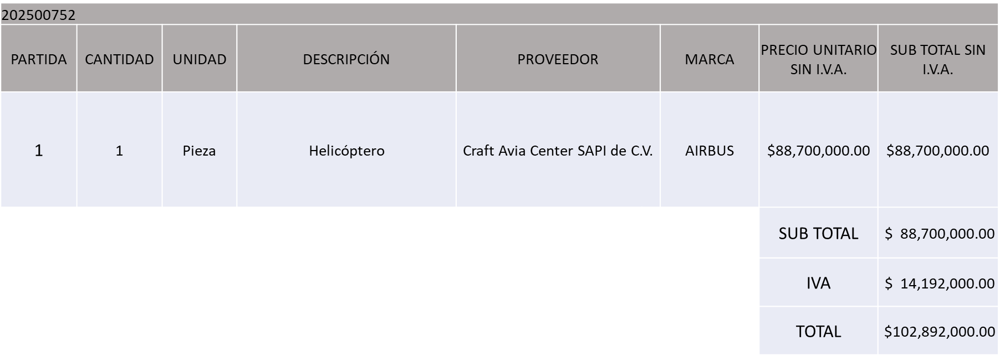 202500752
PARTIDA CANTIDAD UNIDAD DESCRIPCIÓN PROVEEDOR MARCA PRECIO UNITARIO SIN I.V.A. SUB TOTAL SIN I.V.A.
1 1 Pieza Helicóptero Craft Avia Center SAPI de C.V. AIRBUS $88,700,000.00 $88,700,000.00
SUB TOTAL $ 88,700,000.00
IVA $ 14,192,000.00
TOTAL $102,892,000.00